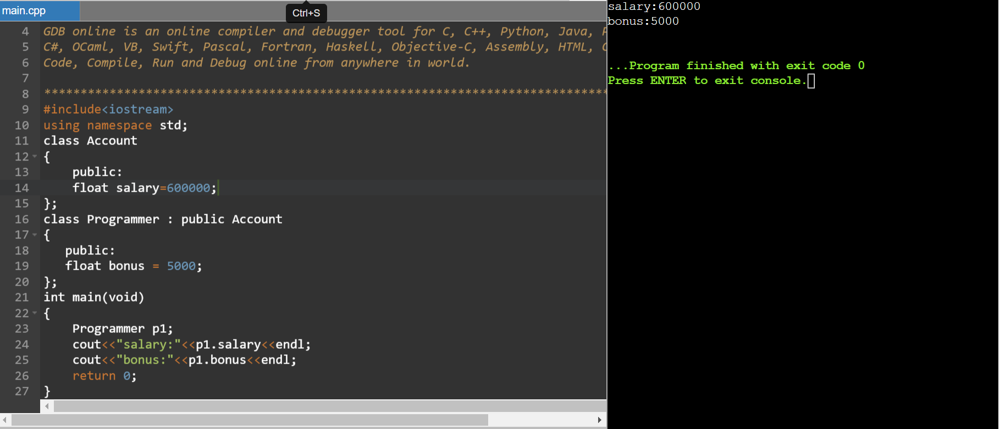 main.cpp
Ctrl+S
4 GDB online is an online compiler and debugger tool for C, C++, Python, Java,
5 C#, OCaml, VB, Swift, Pascal, Fortran, Haskell, Objective-C, Assembly, HTML,
6 Code, Compile, Run and Debug online from anywhere in world.
7
8 ******************************************************************************
9 #include<iostream>
10 using namespace std;
11 class Account
12 {
13     public:
14     float salary=600000;
15 };
16 class Programmer : public Account
17 {
18    public:
19    float bonus = 5000;
20 };
21 int main(void)
22 {
23     Programmer p1;
24     cout<<"salary:"<<p1.salary<<endl;
25     cout<<"bonus:"<<p1.bonus<<endl;
26     return 0;
27 }
salary:600000
bonus:5000
...Program finished with exit code 0
Press ENTER to exit console.